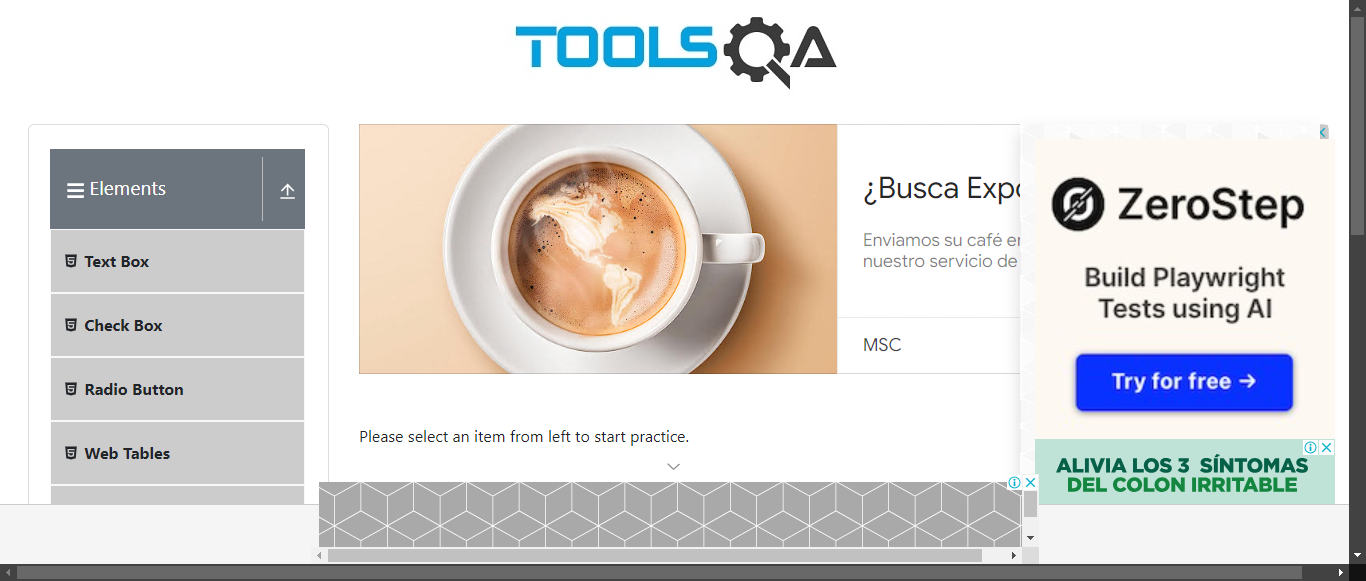 TOOLSQA
Elements
Text Box
Check Box
Radio Button
Web Tables
¿Busca Expo
Enviamos su café en
nuestro servicio de
MSC
Please select an item from left to start practice.
ZeroStep
Build Playwright
Tests using AI
Try for free →
ALIVIA LOS 3 SÍNTOMAS
DEL COLON IRRITABLE